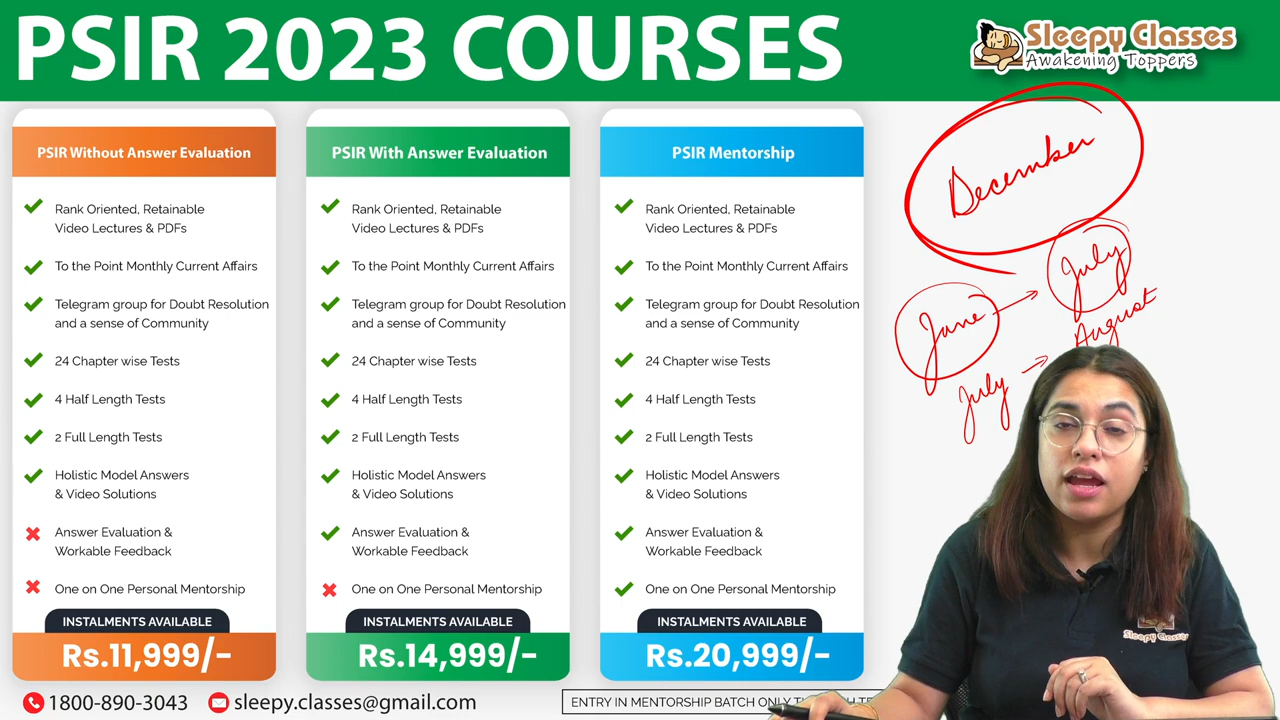 PSIR 2023 COURSES
Sleepy Classes
Awakening Toppers
PSIR Without Answer Evaluation
Rank Oriented, Retainable
Video Lectures & PDFs
To the Point Monthly Current Affairs
Telegram group for Doubt Resolution
and a sense of Community
24 Chapter wise Tests
4 Half Length Tests
2 Full Length Tests
Holistic Model Answers
& Video Solutions
Answer Evaluation &
Workable Feedback
One on One Personal Mentorship
INSTALMENTS AVAILABLE
Rs.11,999/-
PSIR With Answer Evaluation
Rank Oriented, Retainable
Video Lectures & PDFs
To the Point Monthly Current Affairs
Telegram group for Doubt Resolution
and a sense of Community
24 Chapter wise Tests
4 Half Length Tests
2 Full Length Tests
Holistic Model Answers
& Video Solutions
Answer Evaluation &
Workable Feedback
One on One Personal Mentorship
INSTALMENTS AVAILABLE
Rs.14,999/-
PSIR Mentorship
Rank Oriented, Retainable
Video Lectures & PDFs
To the Point Monthly Current Affairs
Telegram group for Doubt Resolution
and a sense of Community
24 Chapter wise Tests
4 Half Length Tests
2 Full Length Tests
Holistic Model Answers
& Video Solutions
Answer Evaluation &
Workable Feedback
One on One Personal Mentorship
INSTALMENTS AVAILABLE
Rs.20,999/-
December
June → July
July → August
Sleepy Classes
1800-890-3043
sleepy.classes@gmail.com
ENTRY IN MENTORSHIP BATCH ONLY